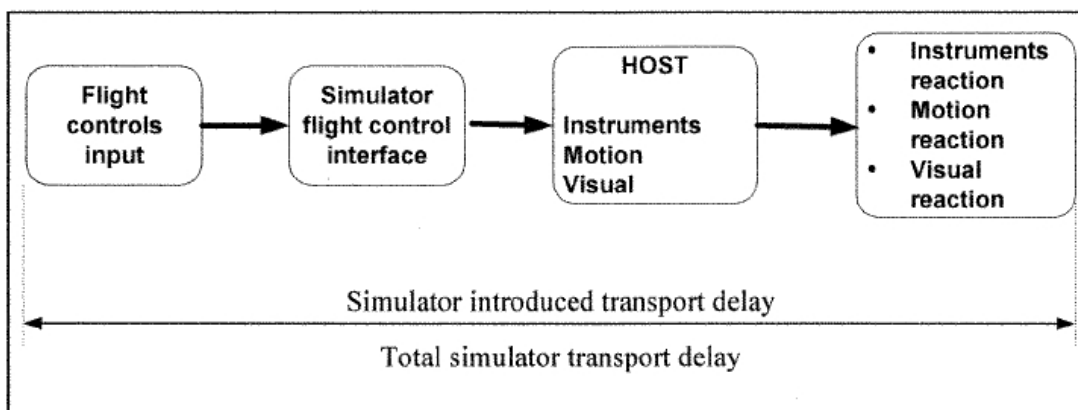 Flight
controls
input
Simulator
flight control
interface
HOST
Instruments
Motion
Visual
• Instruments
reaction
• Motion
reaction
• Visual
reaction
Simulator introduced transport delay
Total simulator transport delay